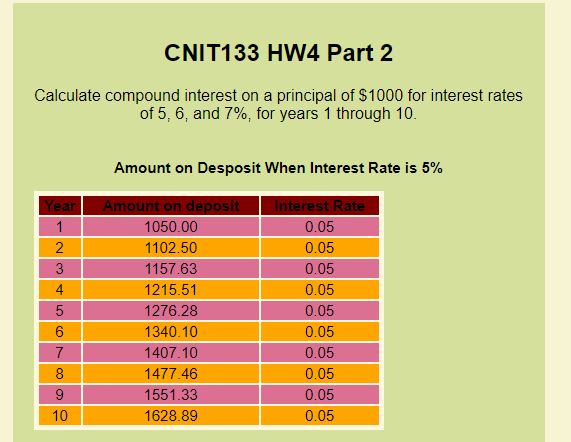 CNIT133 HW4 Part 2
Calculate compound interest on a principal of $1000 for interest rates
of 5, 6, and 7%, for years 1 through 10.
Amount on Desposit When Interest Rate is 5%
Year Amount on deposit Interest Rate
1 1050.00 0.05
2 1102.50 0.05
3 1157.63 0.05
4 1215.51 0.05
5 1276.28 0.05
6 1340.10 0.05
7 1407.10 0.05
8 1477.46 0.05
9 1551.33 0.05
10 1628.89 0.05